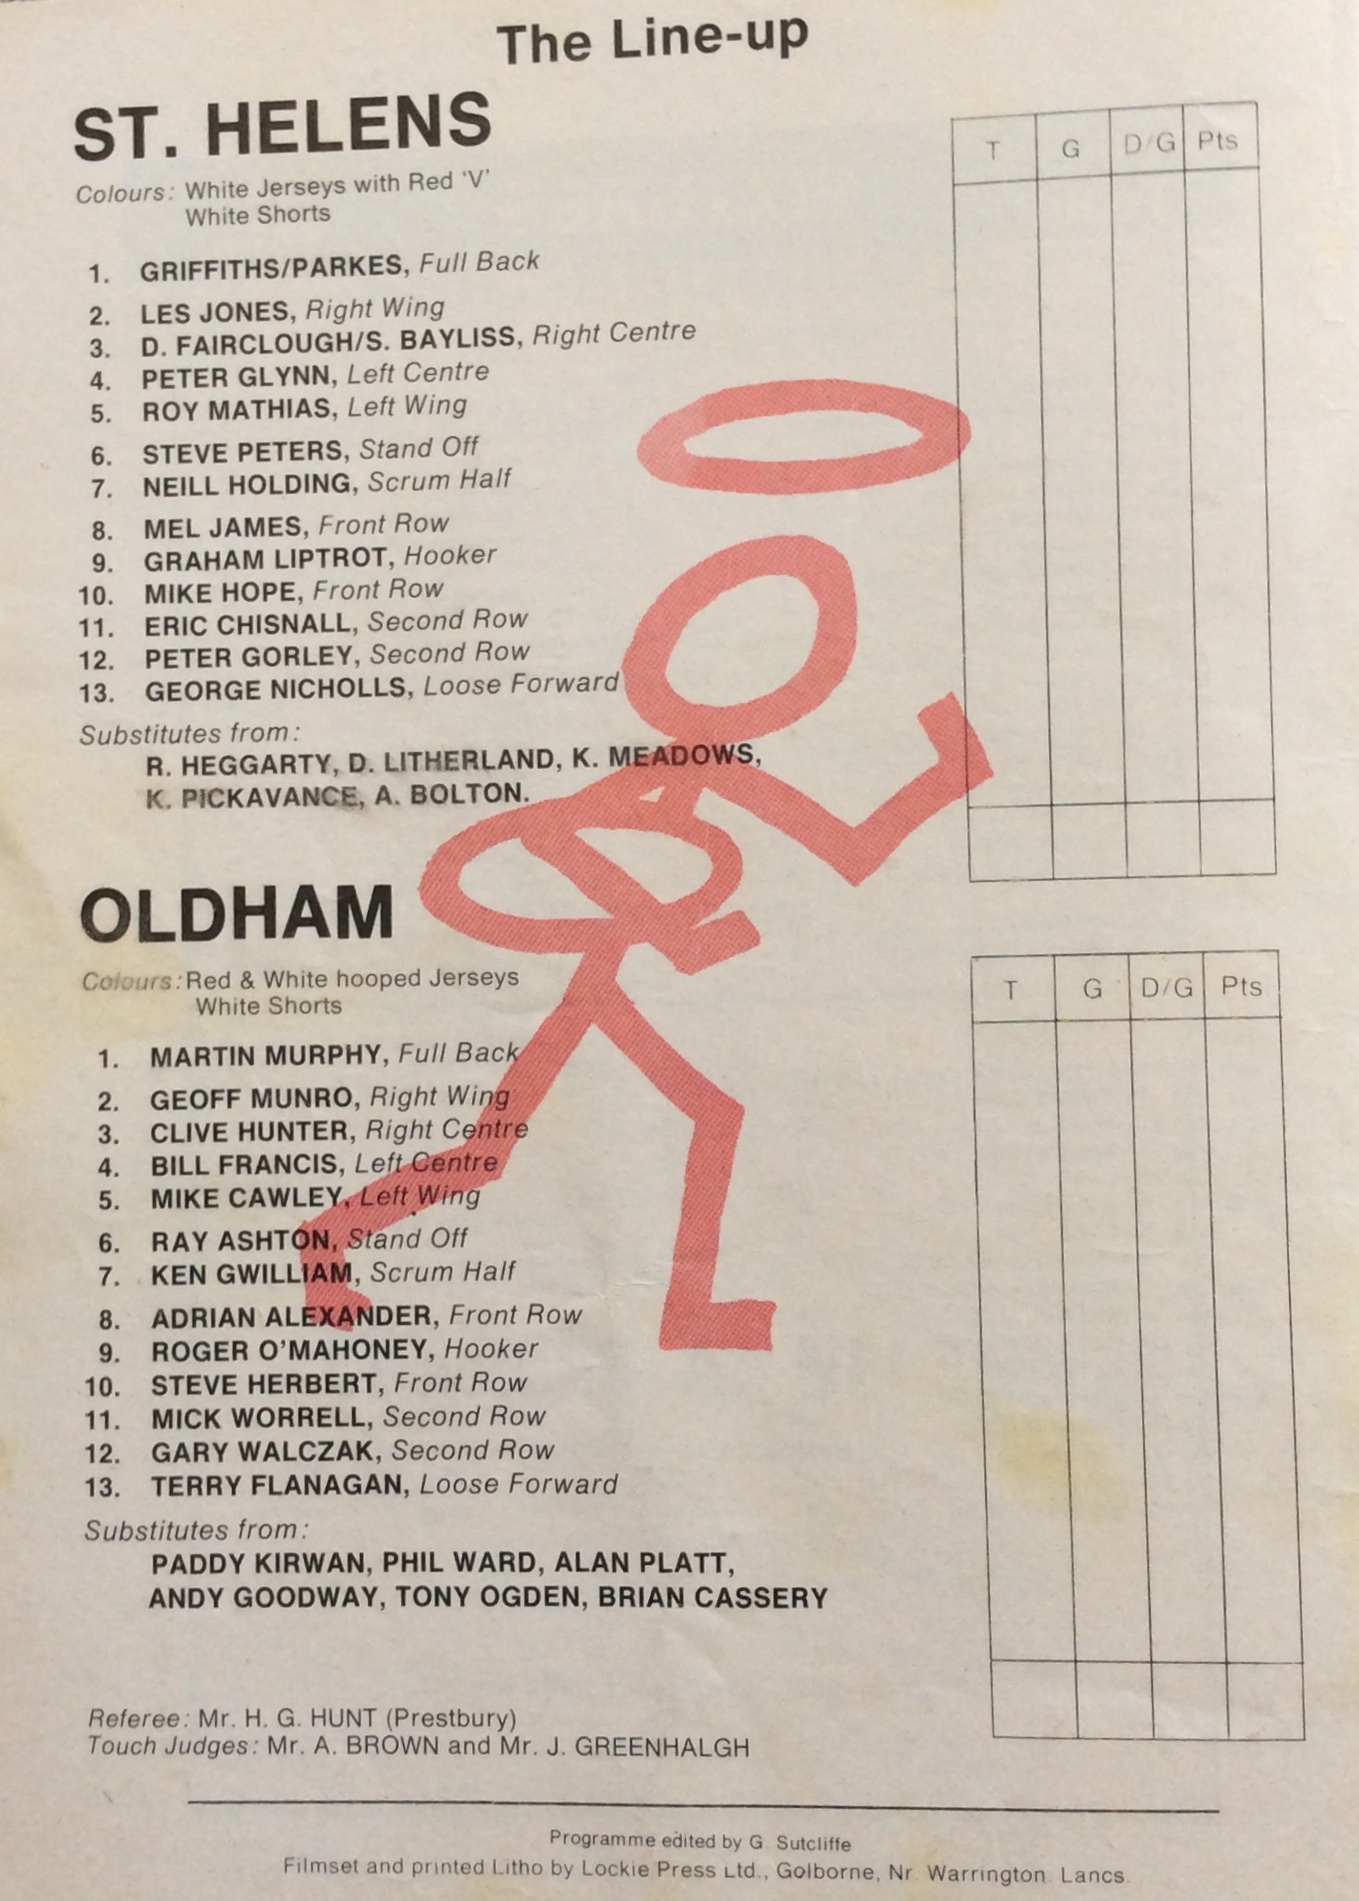 The Line-up
ST. HELENS
Colours: White Jerseys with Red 'V'
White Shorts
T G D/G Pts
1. GRIFFITHS/PARKES, Full Back
2. LES JONES, Right Wing
3. D. FAIRCLOUGH/S. BAYLISS, Right Centre
4. PETER GLYNN, Left Centre
5. ROY MATHIAS, Left Wing
6. STEVE PETERS, Stand Off
7. NEILL HOLDING, Scrum Half
8. MEL JAMES, Front Row
9. GRAHAM LIPTROT, Hooker
10. MIKE HOPE, Front Row
11. ERIC CHISNALL, Second Row
12. PETER GORLEY, Second Row
13. GEORGE NICHOLLS, Loose Forward
Substitutes from:
R. HEGGARTY, D. LITHERLAND, K. MEADOWS,
K. PICKAVANCE, A. BOLTON.
OLDHAM
Colours: Red & White hooped Jerseys
White Shorts
T G D/G Pts
1. MARTIN MURPHY, Full Back
2. GEOFF MUNRO, Right Wing
3. CLIVE HUNTER, Right Centre
4. BILL FRANCIS, Left Centre
5. MIKE CAWLEY, Left Wing
6. RAY ASHTON, Stand Off
7. KEN GWILLIAM, Scrum Half
8. ADRIAN ALEXANDER, Front Row
9. ROGER O'MAHONEY, Hooker
10. STEVE HERBERT, Front Row
11. MICK WORRELL, Second Row
12. GARY WALCZAK, Second Row
13. TERRY FLANAGAN, Loose Forward
Substitutes from:
PADDY KIRWAN, PHIL WARD, ALAN PLATT,
ANDY GOODWAY, TONY OGDEN, BRIAN CASSERY
Referee: Mr. H. G. HUNT (Prestbury)
Touch Judges: Mr. A. BROWN and Mr. J. GREENHALGH
Programme edited by G. Sutcliffe
Filmset and printed Litho by Lockie Press Ltd., Golborne, Nr. Warrington. Lancs.